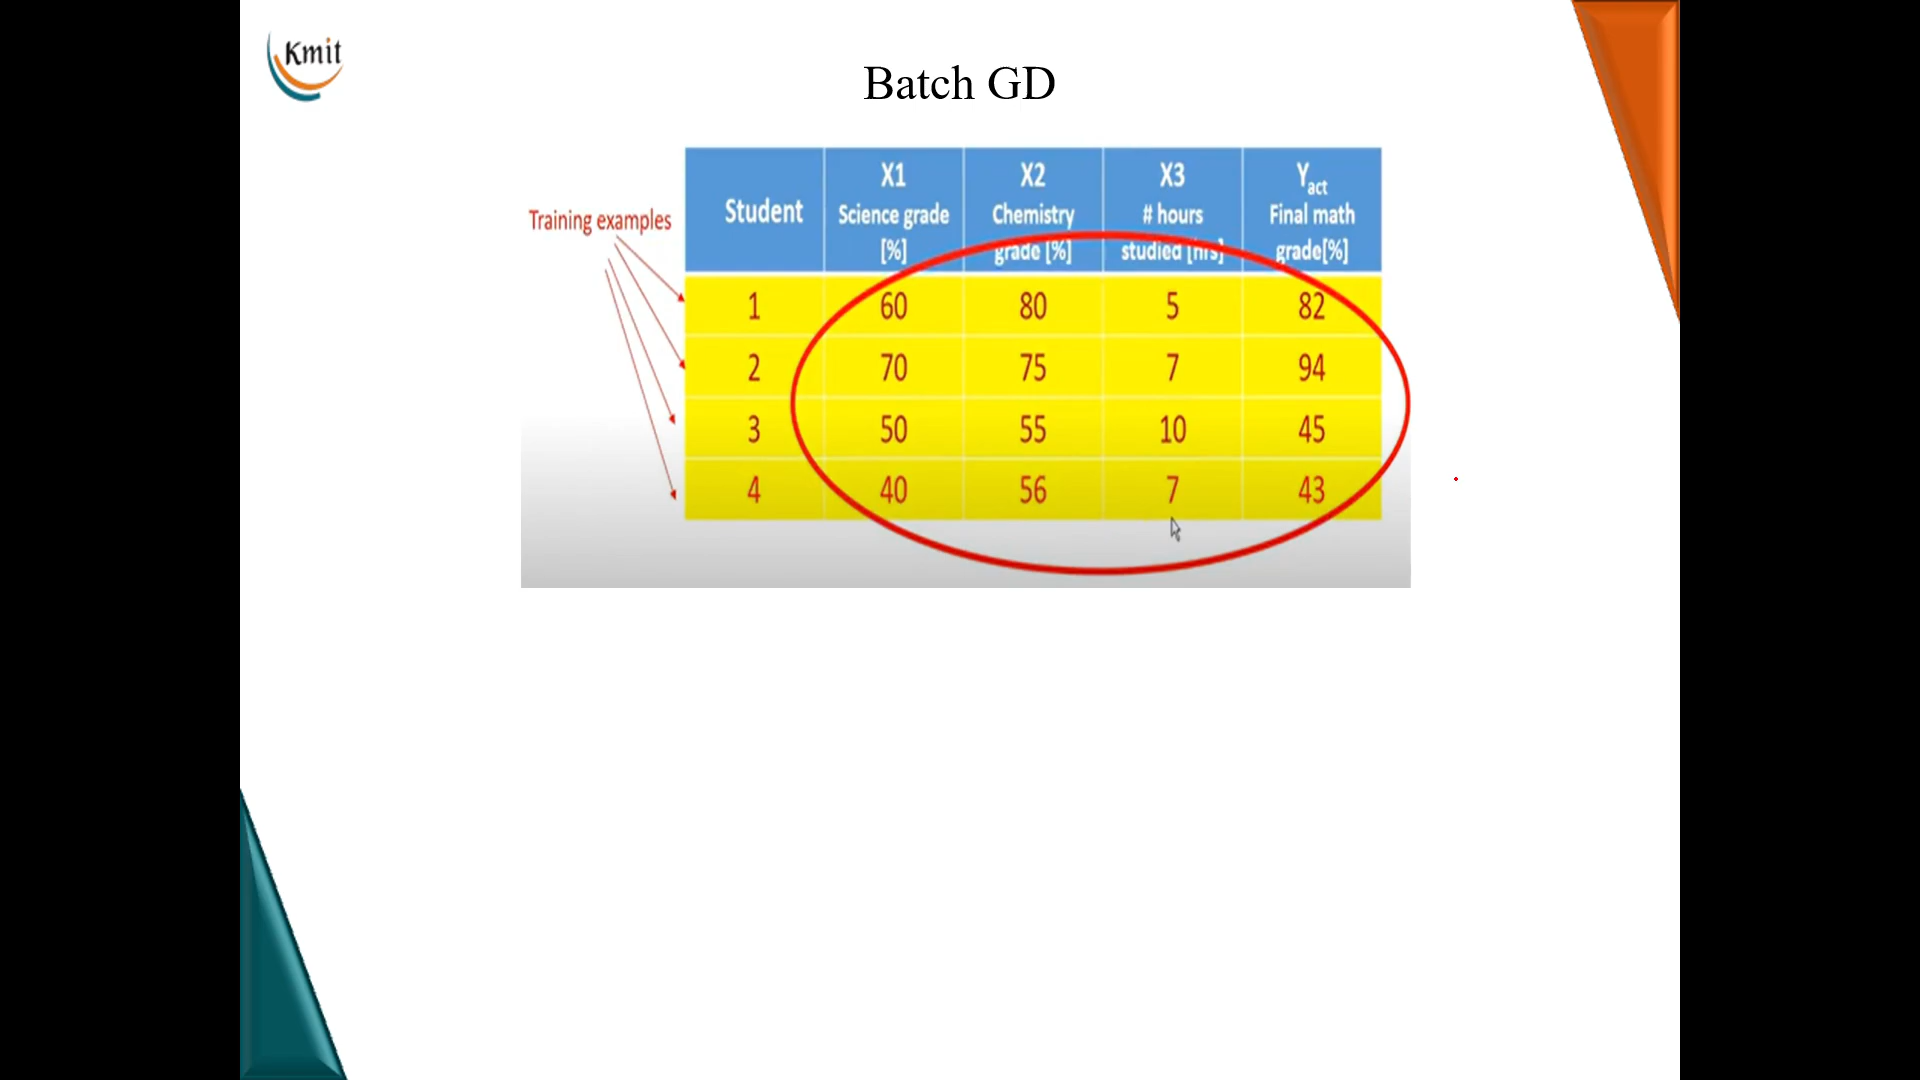 Kmit
Batch GD
Training examples
Student
X1
Science grade
[%]
X2
Chemistry
grade [%]
X3
# hours
studied [hrs]
Yact
Final math
grade[%]
1 60 80 5 82
2 70 75 7 94
3 50 55 10 45
4 40 56 7 43